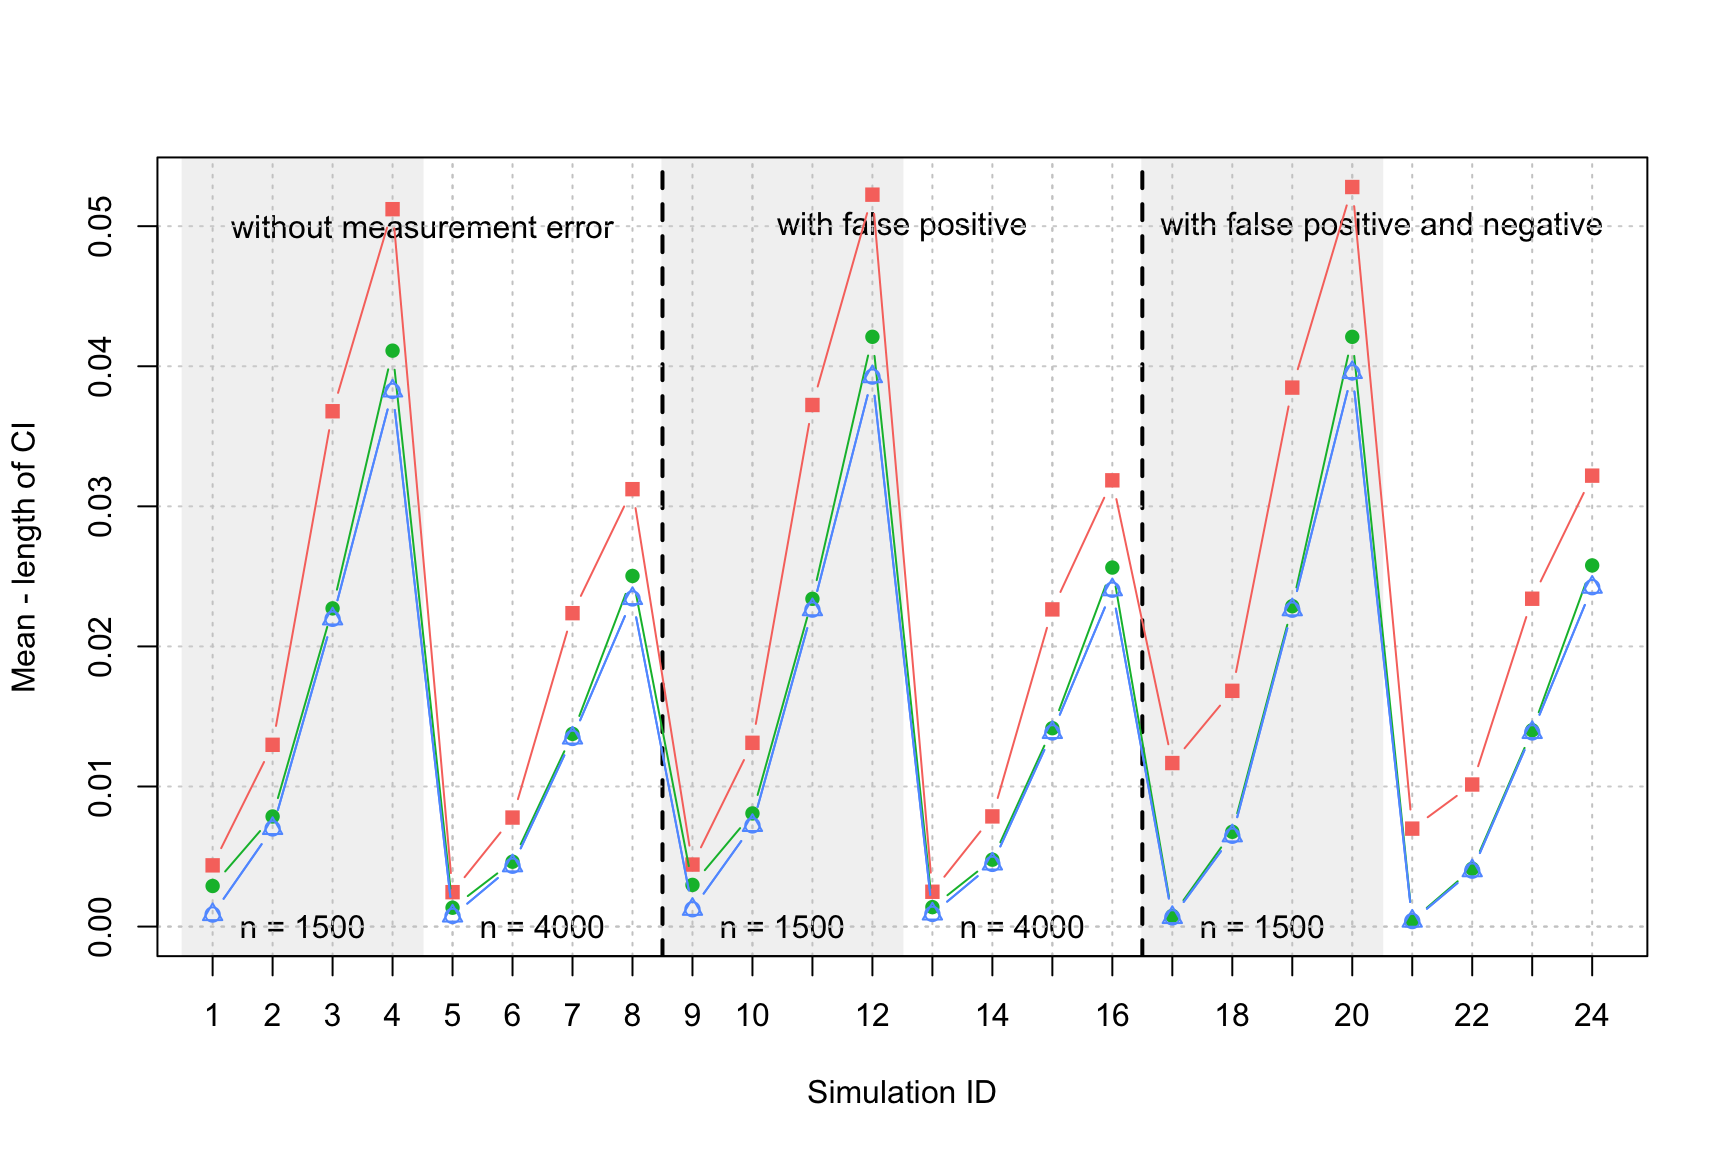 without measurement error
with false positive
with false positive and negative
Mean - length of CI
0.05
0.04
0.03
0.02
0.01
0.00
n = 1500
n = 4000
n = 1500
n = 4000
n = 1500
1 2 3 4 5 6 7 8 9 10 12 14 16 18 20 22 24
Simulation ID